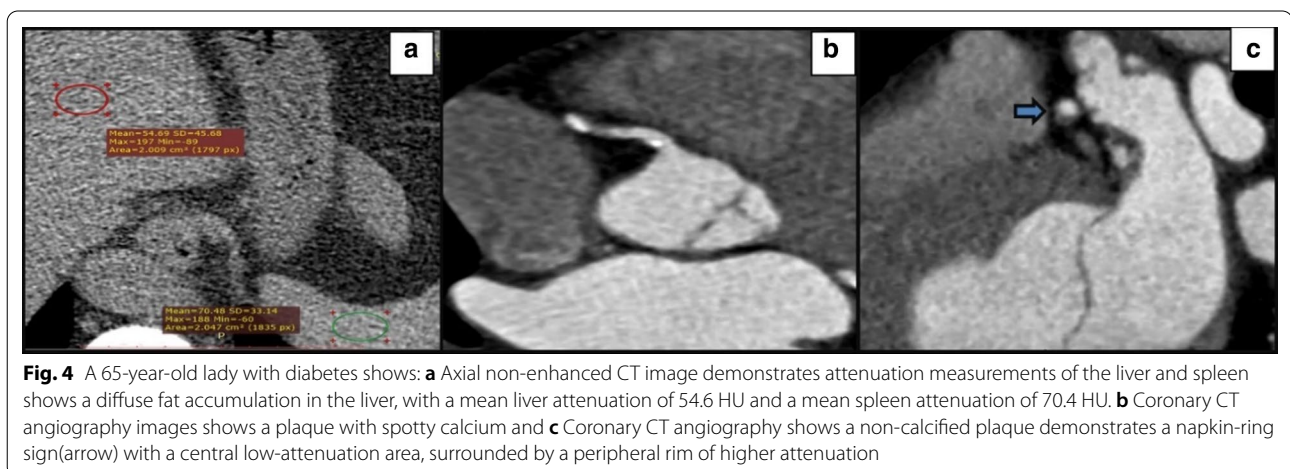 a
b
c
Mean=54.69 SD=45.68
Max=197 Min=-89
Area=2.009 cm² (1797 px)
Mean=70.48 SD=33.14
Max=188 Min=-60
Area=2.047 cm² (1835 px)
P
Fig. 4 A 65-year-old lady with diabetes shows: a Axial non-enhanced CT image demonstrates attenuation measurements of the liver and spleen
shows a diffuse fat accumulation in the liver, with a mean liver attenuation of 54.6 HU and a mean spleen attenuation of 70.4 HU. b Coronary CT
angiography images shows a plaque with spotty calcium and c Coronary CT angiography shows a non-calcified plaque demonstrates a napkin-ring
sign(arrow) with a central low-attenuation area, surrounded by a peripheral rim of higher attenuation